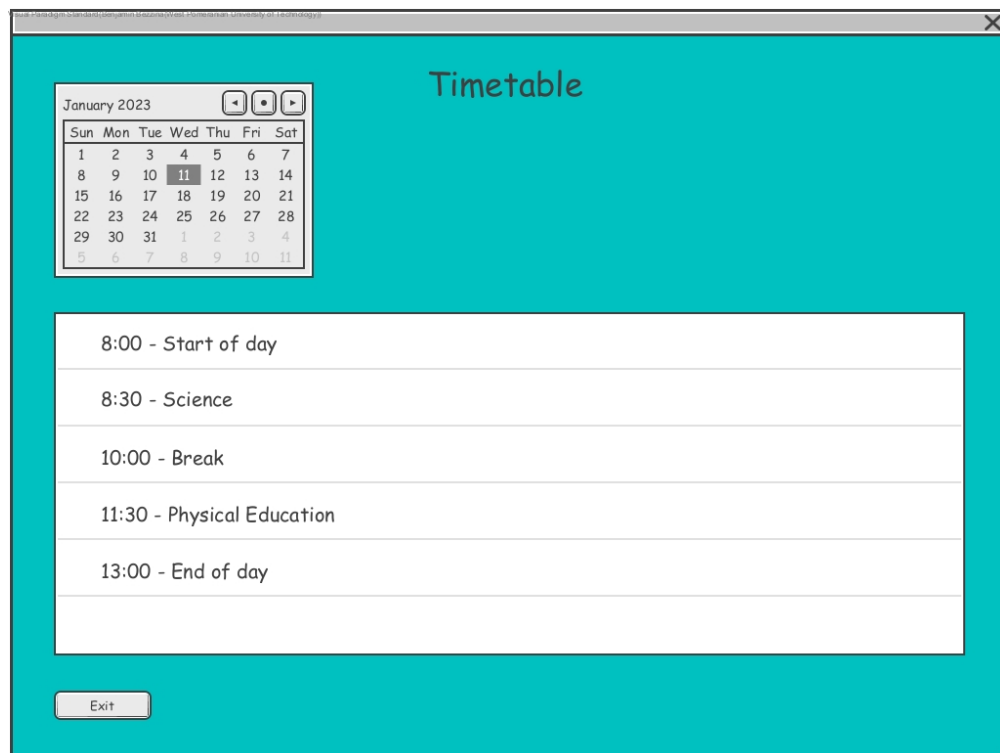 Visual Paradigm Standard(Benjamin Bezzina(West Pomeranian University of Technology))
Timetable
January 2023
Sun Mon Tue Wed Thu Fri Sat
1 2 3 4 5 6 7
8 9 10 11 12 13 14
15 16 17 18 19 20 21
22 23 24 25 26 27 28
29 30 31 1 2 3 4
5 6 7 8 9 10 11
8:00 - Start of day
8:30 - Science
10:00 - Break
11:30 - Physical Education
13:00 - End of day
Exit